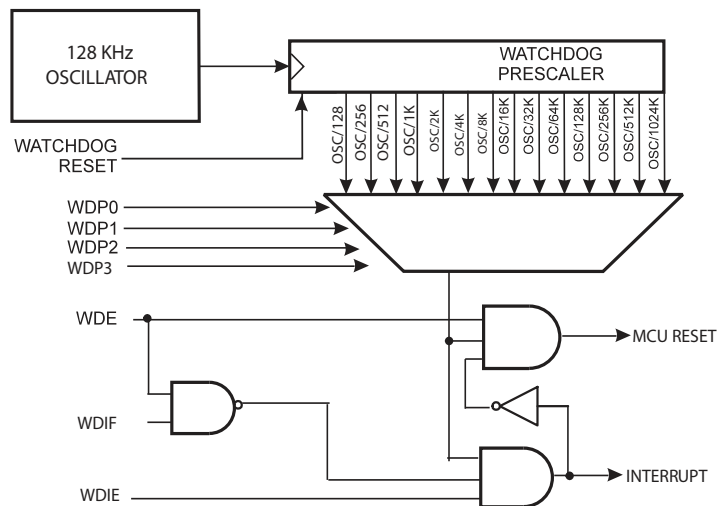 128 KHz
OSCILLATOR
WATCHDOG
PRESCALER
OSC/128
OSC/256
OSC/512
OSC/1K
OSC/2K
OSC/4K
OSC/8K
OSC/16K
OSC/32K
OSC/64K
OSC/128K
OSC/256K
OSC/512K
OSC/1024K
WATCHDOG
RESET
WDP0
WDP1
WDP2
WDP3
WDE
MCU RESET
WDIF
INTERRUPT
WDIE